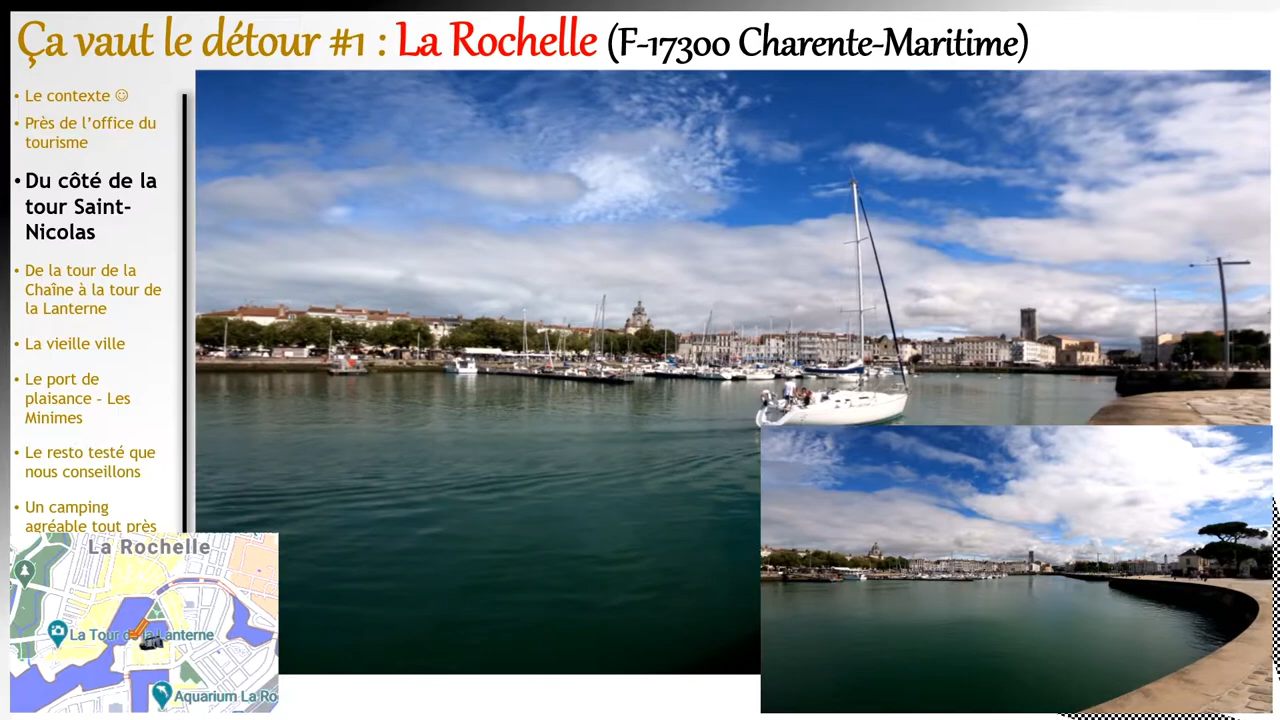 Ça vaut le détour #1 : La Rochelle (F-17300 Charente-Maritime)
• Le contexte ☺
• Près de l'office du
tourisme
• Du côté de la
tour Saint-
Nicolas
• De la tour de la
Chaîne à la tour de
la Lanterne
• La vieille ville
• Le port de
plaisance - Les
Minimes
• Le resto testé que
nous conseillons
• Un camping
agréable tout près
La Rochelle
La Tour de la Lanterne
Aquarium La Ro